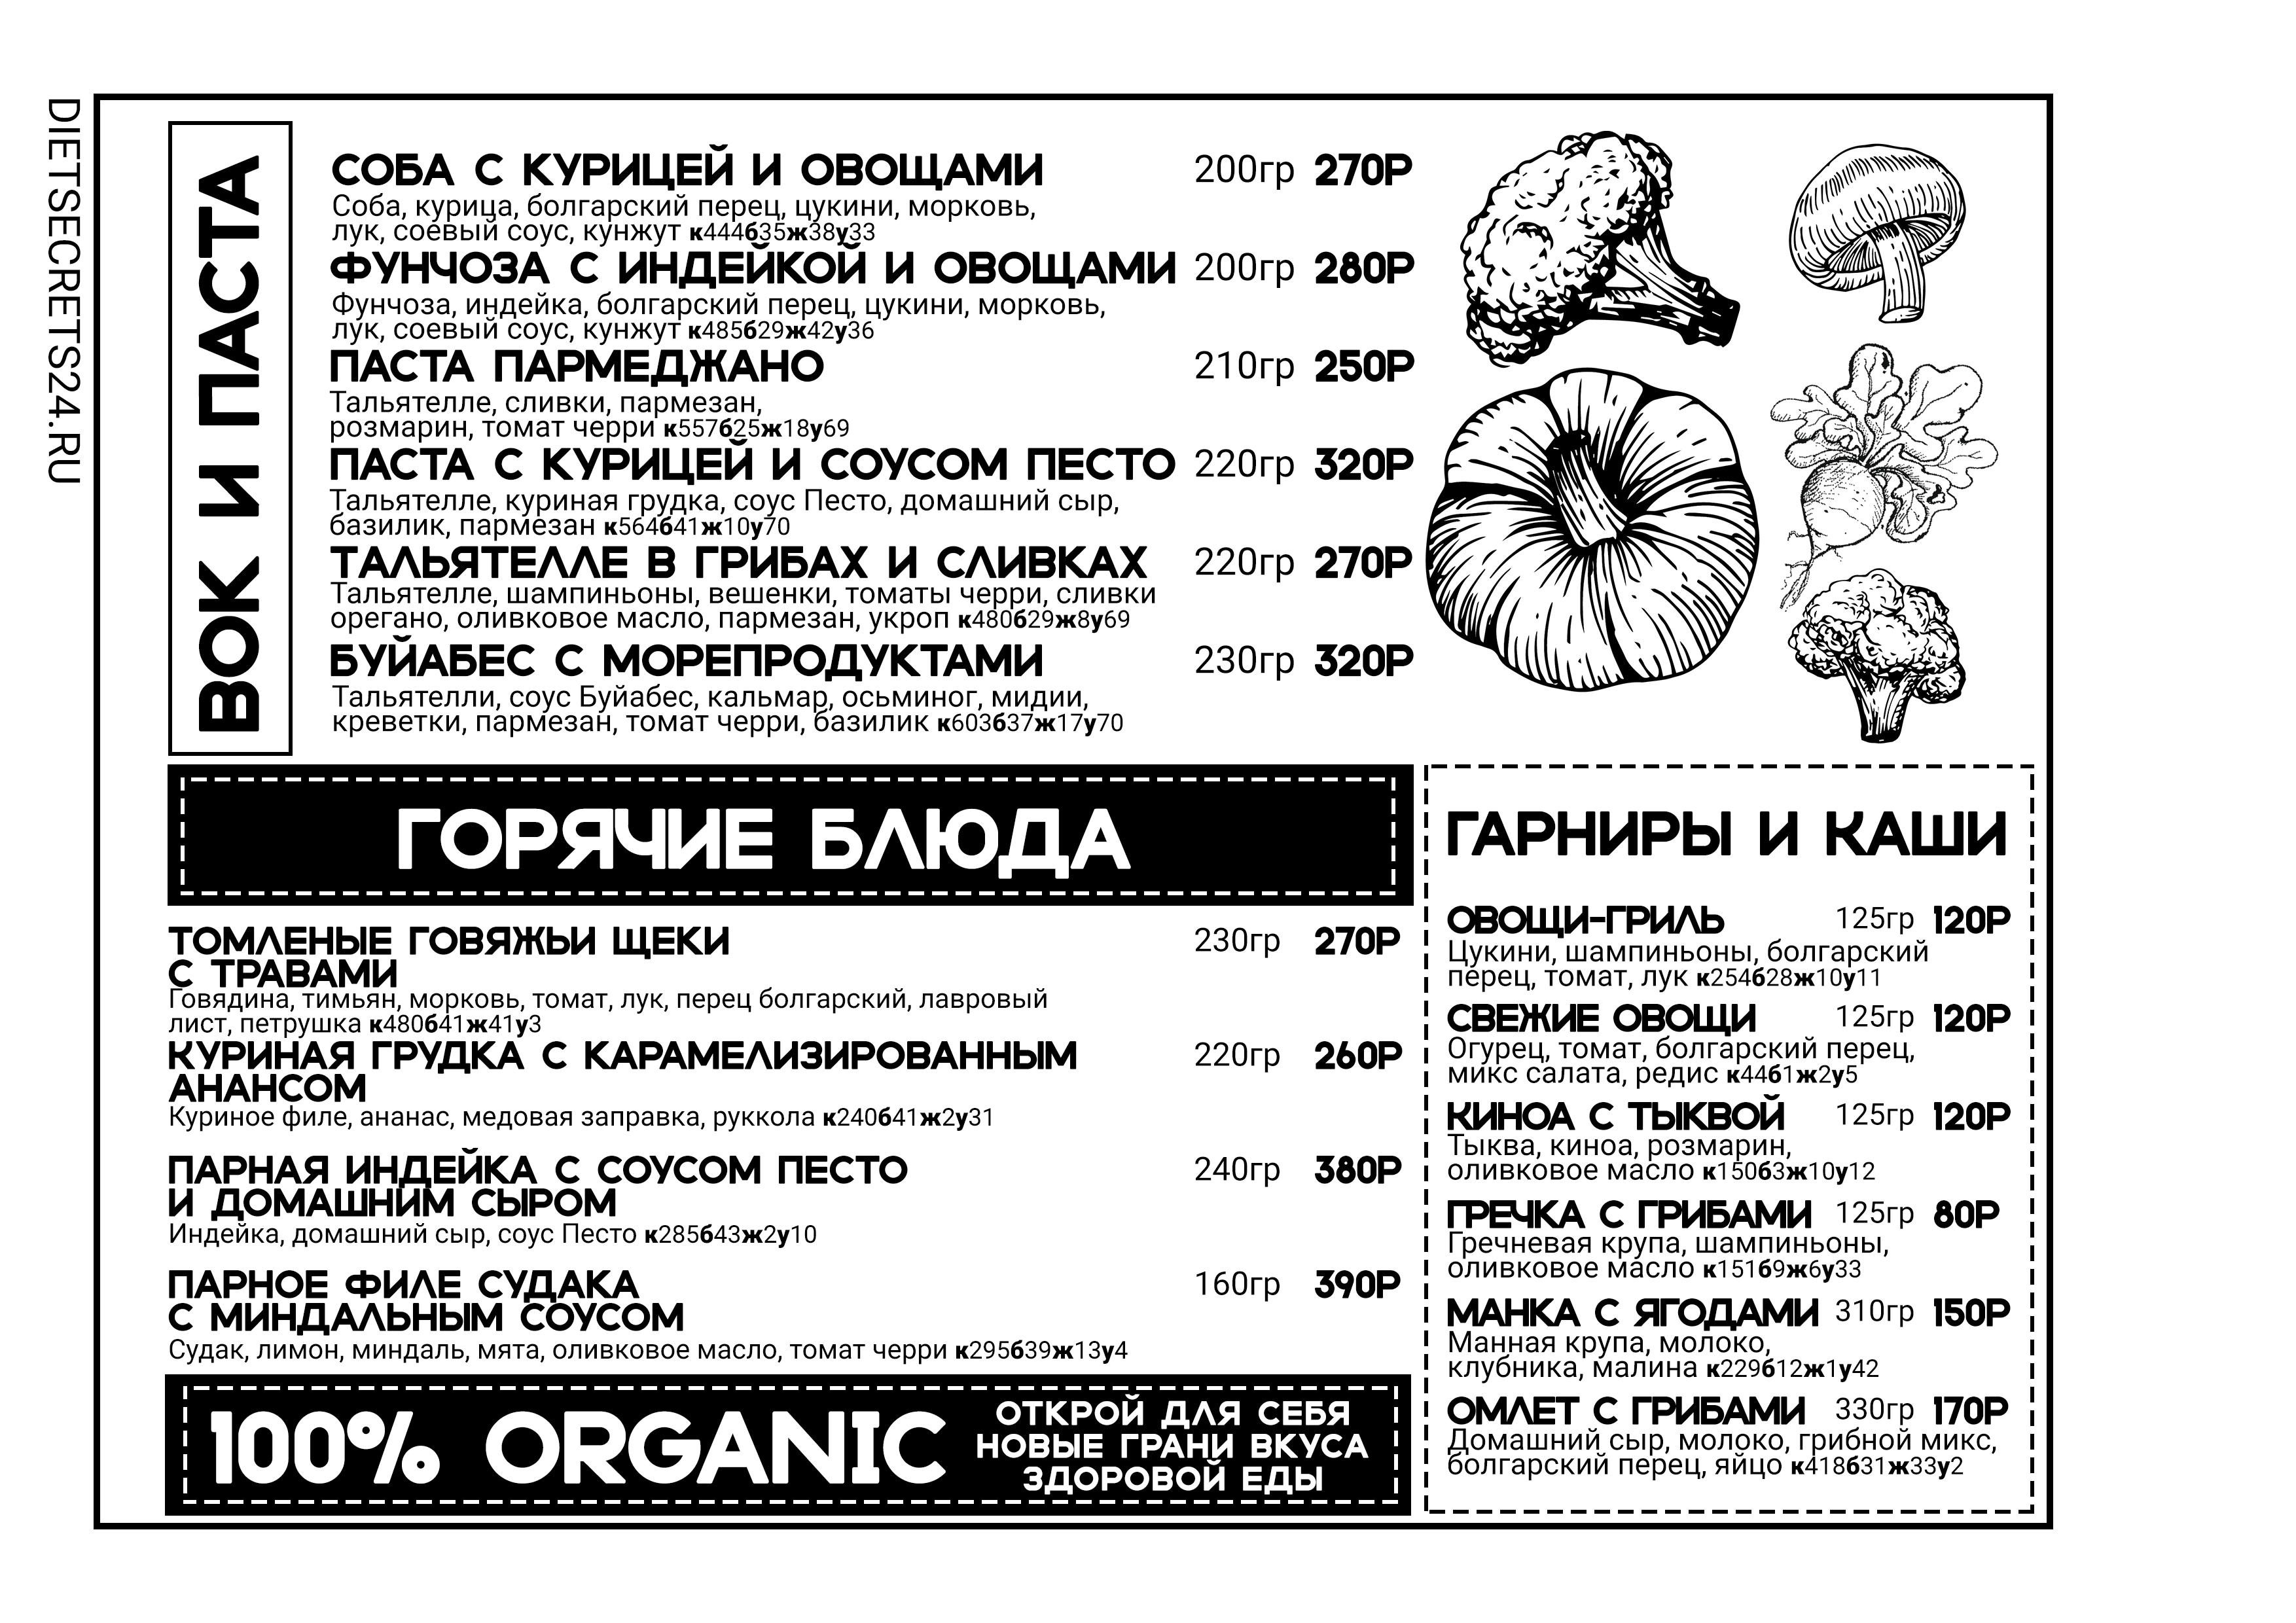 DIETSECRETS24.RU
ВОК И ПАСТА
СОБА С КУРИЦЕЙ И ОВОЩАМИ 200гр 270Р
Соба, курица, болгарский перец, цукини, морковь,
лук, соевый соус, кунжут к444б35ж38у33
ФУНЧОЗА С ИНДЕЙКОЙ И ОВОЩАМИ 200гр 280Р
Фунчоза, индейка, болгарский перец, цукини, морковь,
лук, соевый соус, кунжут к485б29ж42у36
ПАСТА ПАРМЕДЖАНО 210гр 250Р
Тальятелле, сливки, пармезан,
розмарин, томат черри к557б25ж18у69
ПАСТА С КУРИЦЕЙ И СОУСОМ ПЕСТО 220гр 320Р
Тальятелле, куриная грудка, соус Песто, домашний сыр,
базилик, пармезан к564б41ж10у70
ТАЛЬЯТЕЛЛЕ В ГРИБАХ И СЛИВКАХ 220гр 270Р
Тальятелле, шампиньоны, вешенки, томаты черри, сливки
орегано, оливковое масло, пармезан, укроп к480б29ж8у69
БУЙАБЕС С МОРЕПРОДУКТАМИ 230гр 320Р
Тальятелли, соус Буйабес, кальмар, осьминог, мидии,
креветки, пармезан, томат черри, базилик к603б37ж17у70
ГОРЯЧИЕ БЛЮДА
ТОМЛЕНЫЕ ГОВЯЖЬИ ЩЕКИ 230гр 270Р
С ТРАВАМИ
Говядина, тимьян, морковь, томат, лук, перец болгарский, лавровый
лист, петрушка к480б41ж41у3
КУРИНАЯ ГРУДКА С КАРАМЕЛИЗИРОВАННЫМ 220гр 260Р
АНАНСОМ
Куриное филе, ананас, медовая заправка, руккола к240б41ж2у31
ПАРНАЯ ИНДЕЙКА С СОУСОМ ПЕСТО 240гр 380Р
И ДОМАШНИМ СЫРОМ
Индейка, домашний сыр, соус Песто к285б43ж2у10
ПАРНОЕ ФИЛЕ СУДАКА 160гр 390Р
С МИНДАЛЬНЫМ СОУСОМ
Судак, лимон, миндаль, мята, оливковое масло, томат черри к295б39ж13у4
100% ORGANIC
ОТКРОЙ ДЛЯ СЕБЯ
НОВЫЕ ГРАНИ ВКУСА
ЗДОРОВОЙ ЕДЫ
ГАРНИРЫ И КАШИ
ОВОЩИ-ГРИЛЬ 125гр 120Р
Цукини, шампиньоны, болгарский
перец, томат, лук к254б28ж10у11
СВЕЖИЕ ОВОЩИ 125гр 120Р
Огурец, томат, болгарский перец,
микс салата, редис к44б1ж2у5
КИНОА С ТЫКВОЙ 125гр 120Р
Тыква, киноа, розмарин,
оливковое масло к150б3ж10у12
ГРЕЧКА С ГРИБАМИ 125гр 80Р
Гречневая крупа, шампиньоны,
оливковое масло к151б9ж6у33
МАНКА С ЯГОДАМИ 310гр 150Р
Манная крупа, молоко,
клубника, малина к229б12ж1у42
ОМЛЕТ С ГРИБАМИ 330гр 170Р
Домашний сыр, молоко, грибной микс,
болгарский перец, яйцо к418б31ж33у2